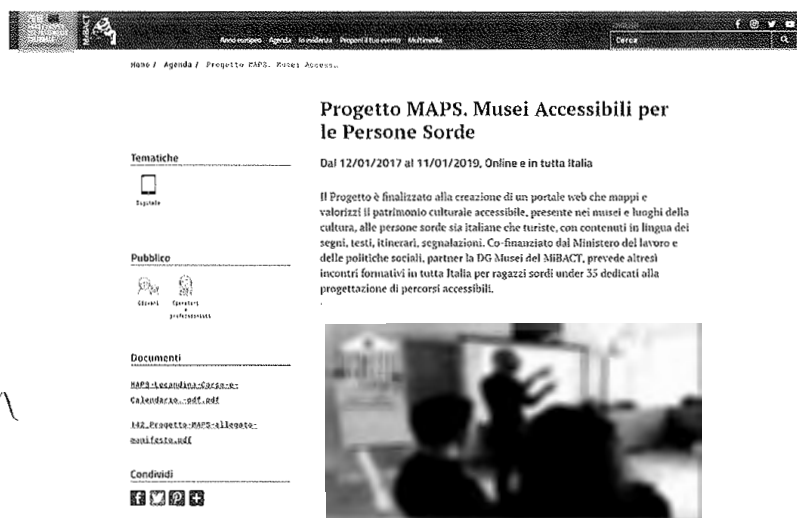 MiBACT
Anno europeo Agenda In evidenza Proponi il tuo evento Multimedia
ENGLISH
Cerca
Home / Agenda / Progetto MAPS. Musei Access…
Progetto MAPS. Musei Accessibili per
le Persone Sorde
Dal 12/01/2017 al 11/01/2019, Online e in tutta Italia
Il Progetto è finalizzato alla creazione di un portale web che mappi e
valorizzi il patrimonio culturale accessibile, presente nei musei e luoghi della
cultura, alle persone sorde sia italiane che turiste, con contenuti in lingua dei
segni, testi, itinerari, segnalazioni. Co-finanziato dal Ministero del lavoro e
delle politiche sociali, partner la DG Musei del MiBACT, prevede altresì
incontri formativi in tutta Italia per ragazzi sordi under 35 dedicati alla
progettazione di percorsi accessibili.
Tematiche
Digitale
Pubblico
Giovani
Operatori
e
professionisti
Documenti
MAPS-Locandina-Corso-e-
Calendario.-pdf.pdf
142_Progetto-MAPS-allegato-
manifesto.pdf
Condividi